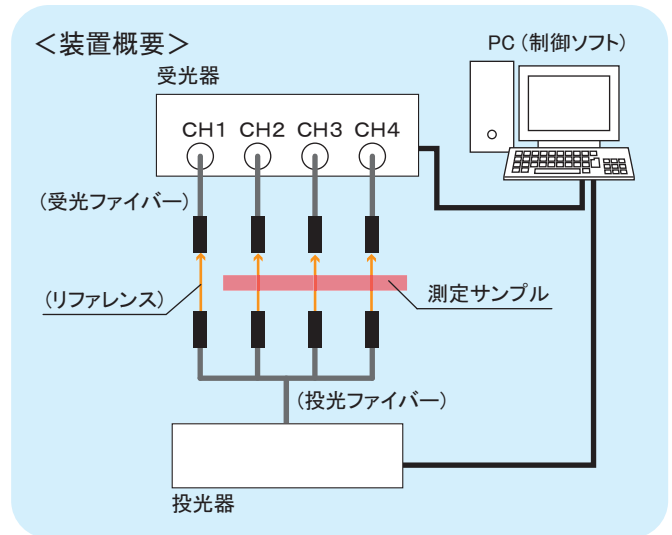 ＜装置概要＞
PC（制御ソフト）
受光器
CH1 CH2 CH3 CH4
（受光ファイバー）
（リファレンス）
測定サンプル
（投光ファイバー）
投光器